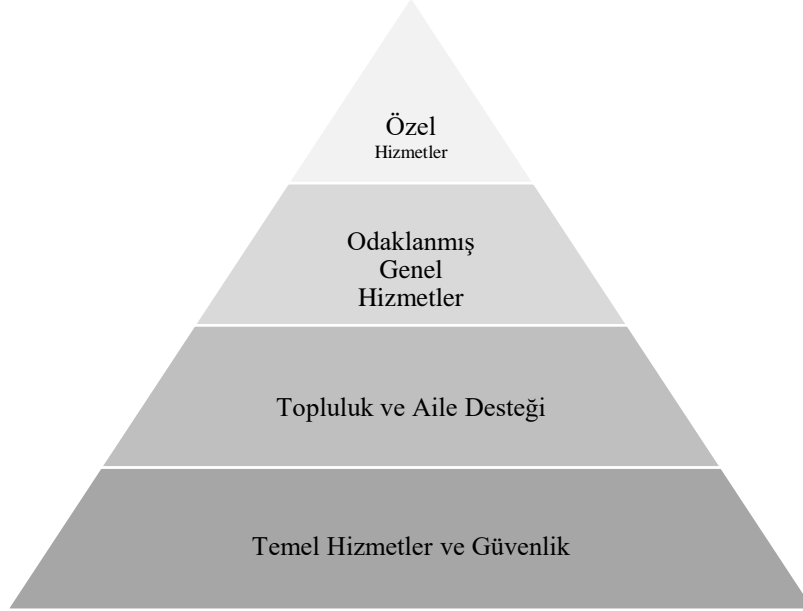 Özel
Hizmetler
Odaklanmış
Genel
Hizmetler
Topluluk ve Aile Desteği
Temel Hizmetler ve Güvenlik